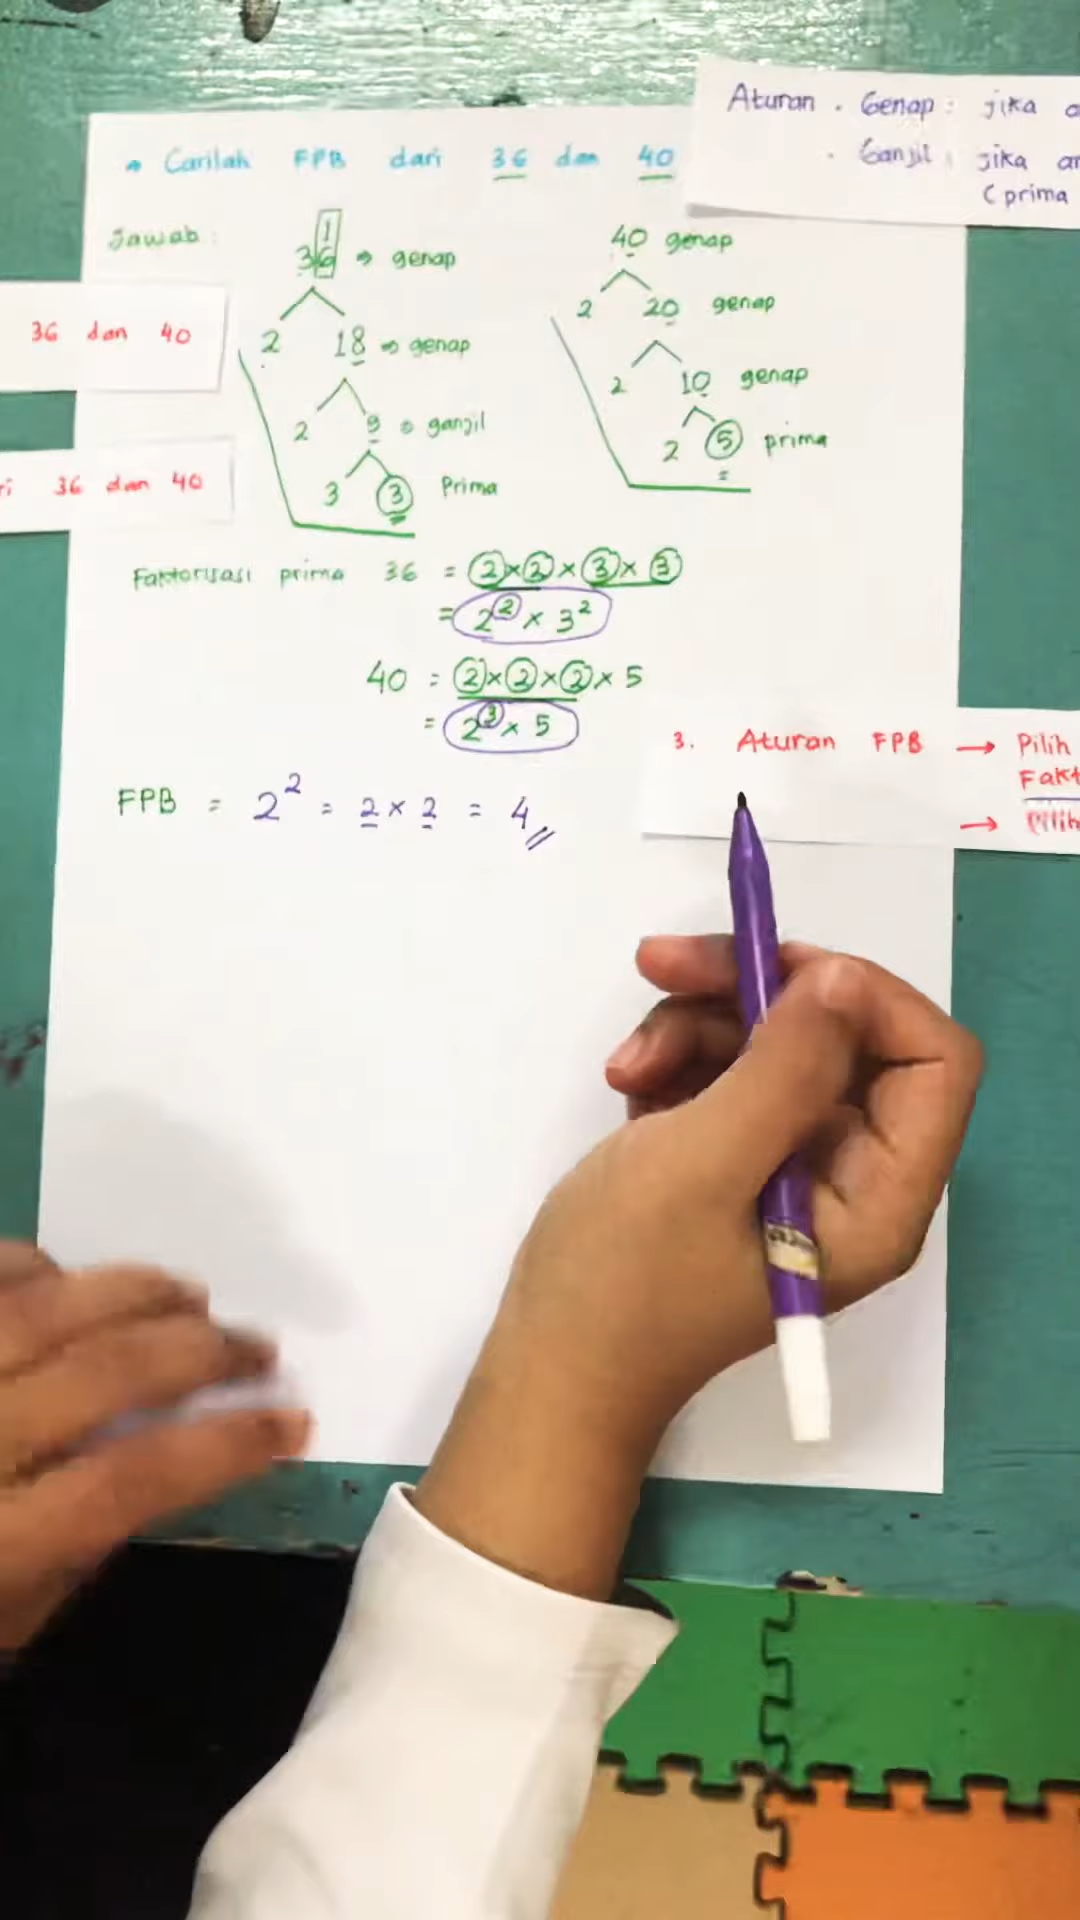 Aturan . Genap : jika
. Ganjil : jika
(prima
→ Carilah FPB dari 36 dan 40
Jawab :
1
36 → genap
2 18 → genap
2 9 → ganjil
3 3 Prima
40 genap
2 20 genap
2 10 genap
2 5 prima
36 dan 40
36 dan 40
Faktorisasi prima 36 = 2×2×3×3
= 2² × 3²
40 = 2×2×2×5
= 2³ × 5
3. Aturan FPB → Pilih
→ Pilih
FPB = 2² = 2 × 2 = 4